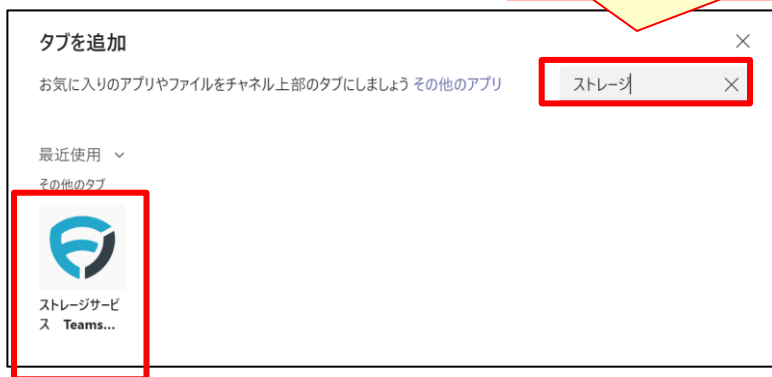 タブを追加
お気に入りのアプリやファイルをチャネル上部のタブにしましょう その他のアプリ
ストレージ
最近使用
その他のタブ
ストレージサービ
ス Teams...